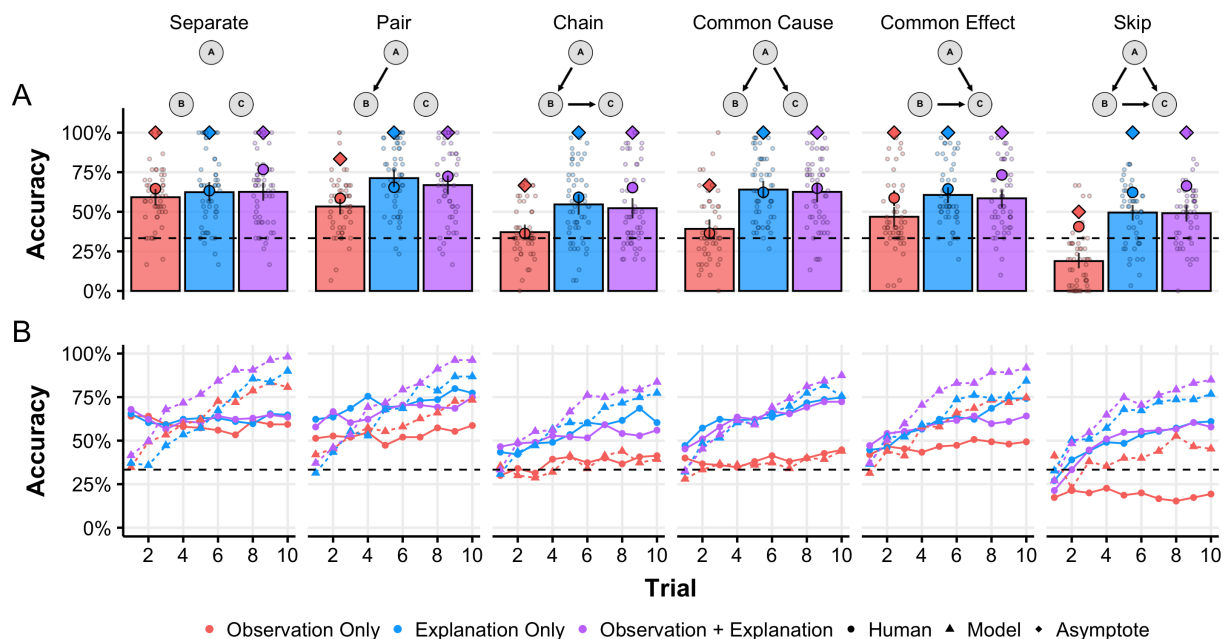 Separate Pair Chain Common Cause Common Effect Skip
A A A A A A
B C B C B C B C B C B C
A
Accuracy
100%
75%
50%
25%
0%
B
Accuracy
100%
75%
50%
25%
0%
2 4 6 8 10 2 4 6 8 10 2 4 6 8 10 2 4 6 8 10 2 4 6 8 10 2 4 6 8 10
Trial
Observation Only Explanation Only Observation + Explanation Human Model Asymptote